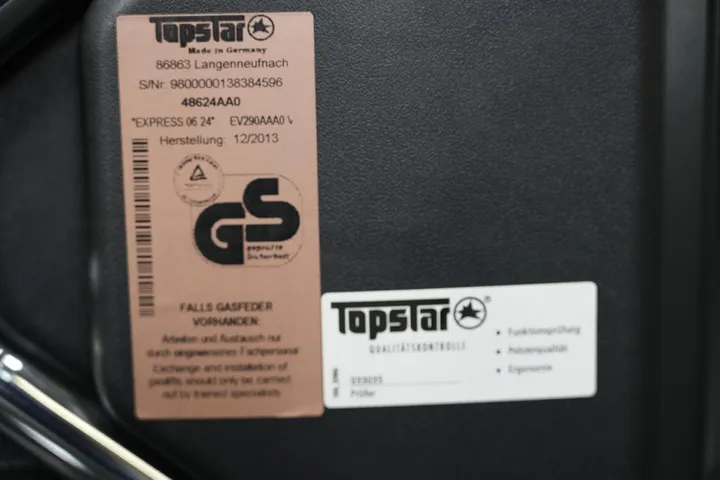 Topstar
Made in Germany
86863 Langenneufnach
S/Nr: 9800000138384596
48624AA0
"EXPRESS 06 24" EV290AAA0 V
Herstellung: 12/2013
GS
geprüfte
Sicherheit
FALLS GASFEDER
VORHANDEN:
Arbeiten und Austausch nur
durch eingewiesenes Fachpersonal
Exchange and installation of
gaslifts should only be carried
out by trained specialists
Topstar®
QUALITÄTSKONTROLLE
• Funktionsprüfung
• Polsterqualität
• Ergonomie
Prüfer